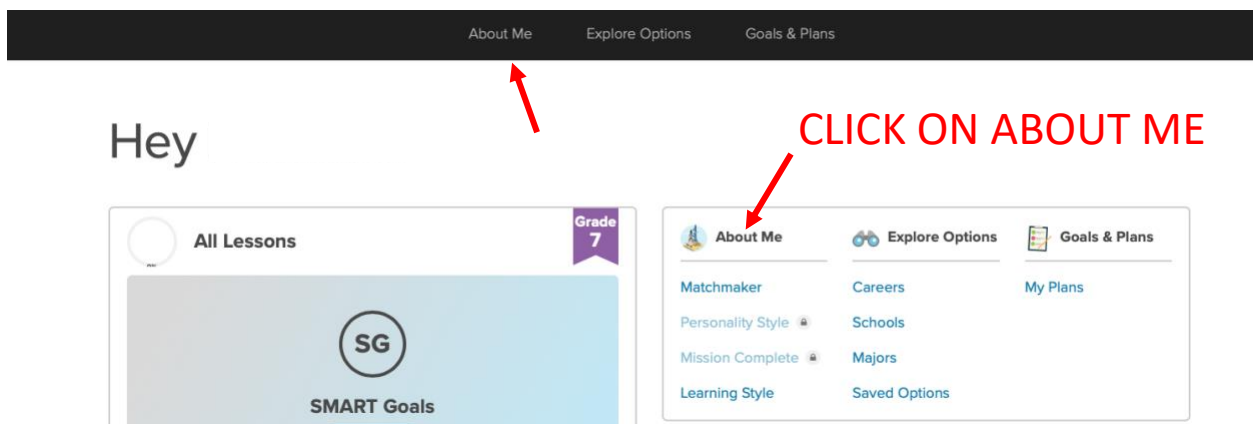 About Me Explore Options Goals & Plans
CLICK ON ABOUT ME
Hey
All Lessons
Grade
7
SG
SMART Goals
About Me Explore Options Goals & Plans
Matchmaker Careers My Plans
Personality Style Schools
Mission Complete Majors
Learning Style Saved Options